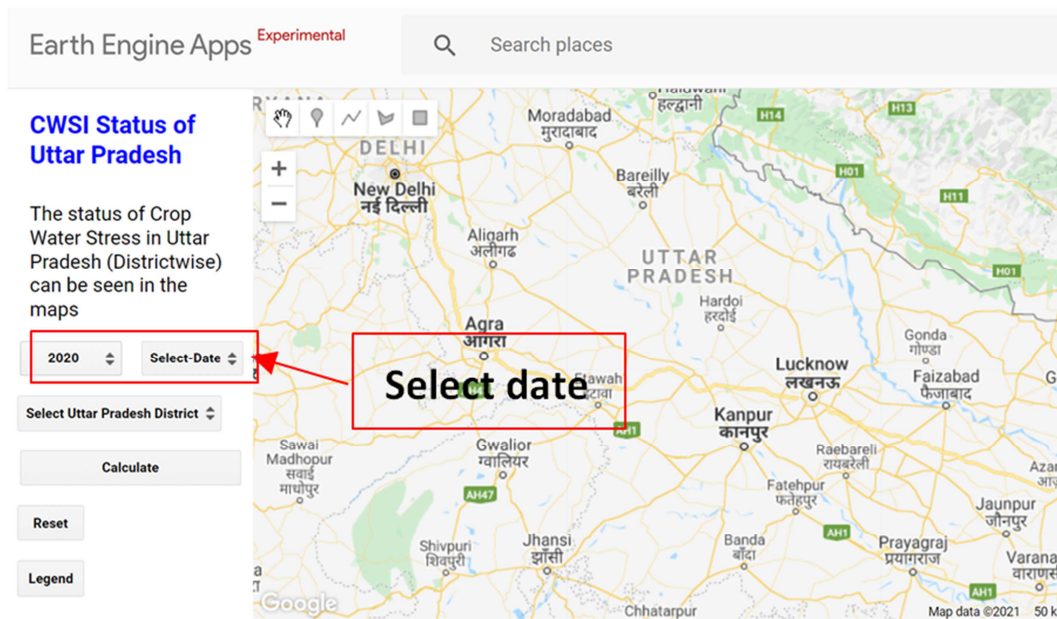 Earth Engine Apps Experimental
Search places
CWSI Status of
Uttar Pradesh
The status of Crop
Water Stress in Uttar
Pradesh (Districtwise)
can be seen in the
maps
2020
Select-Date
Select Uttar Pradesh District
Calculate
Reset
Legend
Select date
हल्द्वानी
H14
H13
Moradabad
मुरादाबाद
DELHI
New Delhi
नई दिल्ली
Bareilly
बरेली
H01
H11
Aligarh
अलीगढ
UTTAR
PRADESH
H01
Hardoi
हरदोई
Agra
आगरा
Gonda
गोण्डा
Lucknow
लखनऊ
Faizabad
फैजाबाद
Etawah
इटावा
Kanpur
कानपुर
AH1
Sawai
Madhopur
सवाई
माधोपुर
Gwalior
ग्वालियर
Raebareli
रायबरेली
AH47
Fatehpur
फतेहपुर
Jaunpur
जौनपुर
Shivpuri
शिवपुरी
Jhansi
झाँसी
Banda
बाँदा
AH1
Prayagraj
प्रयागराज
AH1
Chhatarpur
Google
Map data ©2021